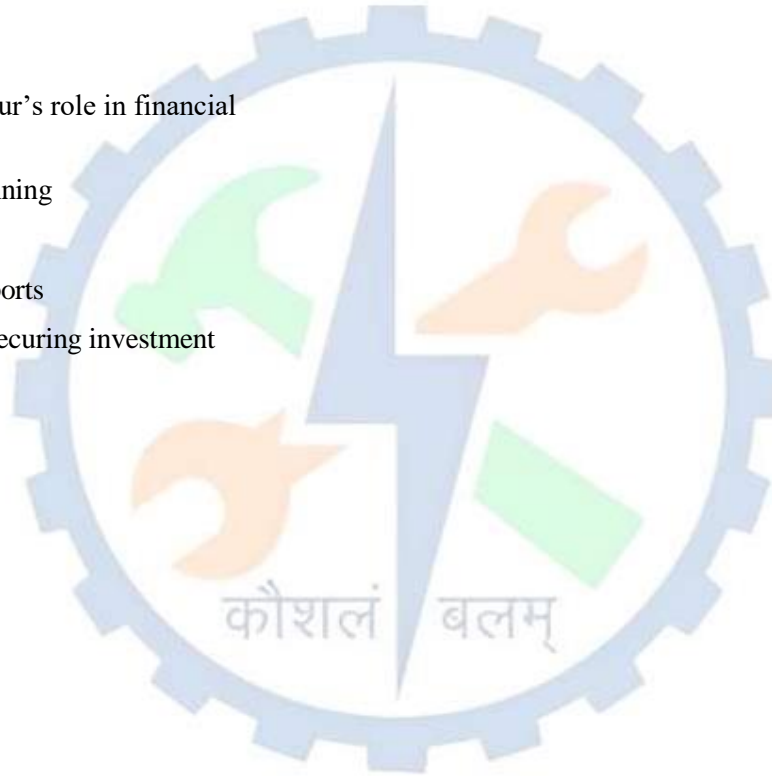 ur’s role in financial
ning
orts
ecuring investment
कौशलं बलम्